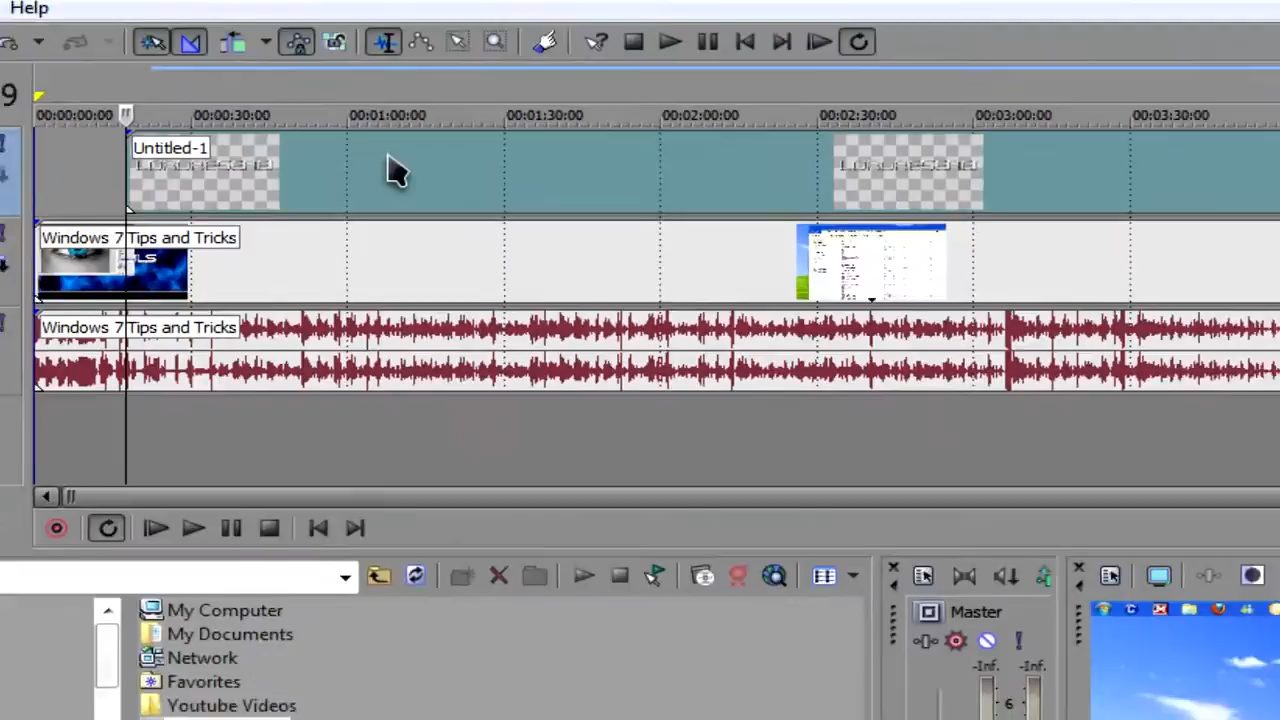 Help
9
00:00:00:00 00:00:30:00 00:01:00:00 00:01:30:00 00:02:00:00 00:02:30:00 00:03:00:00 00:03:30:00
Untitled-1
Windows 7 Tips and Tricks
Windows 7 Tips and Tricks
My Computer
My Documents
Network
Favorites
Youtube Videos
Master
-Inf. -Inf.
6